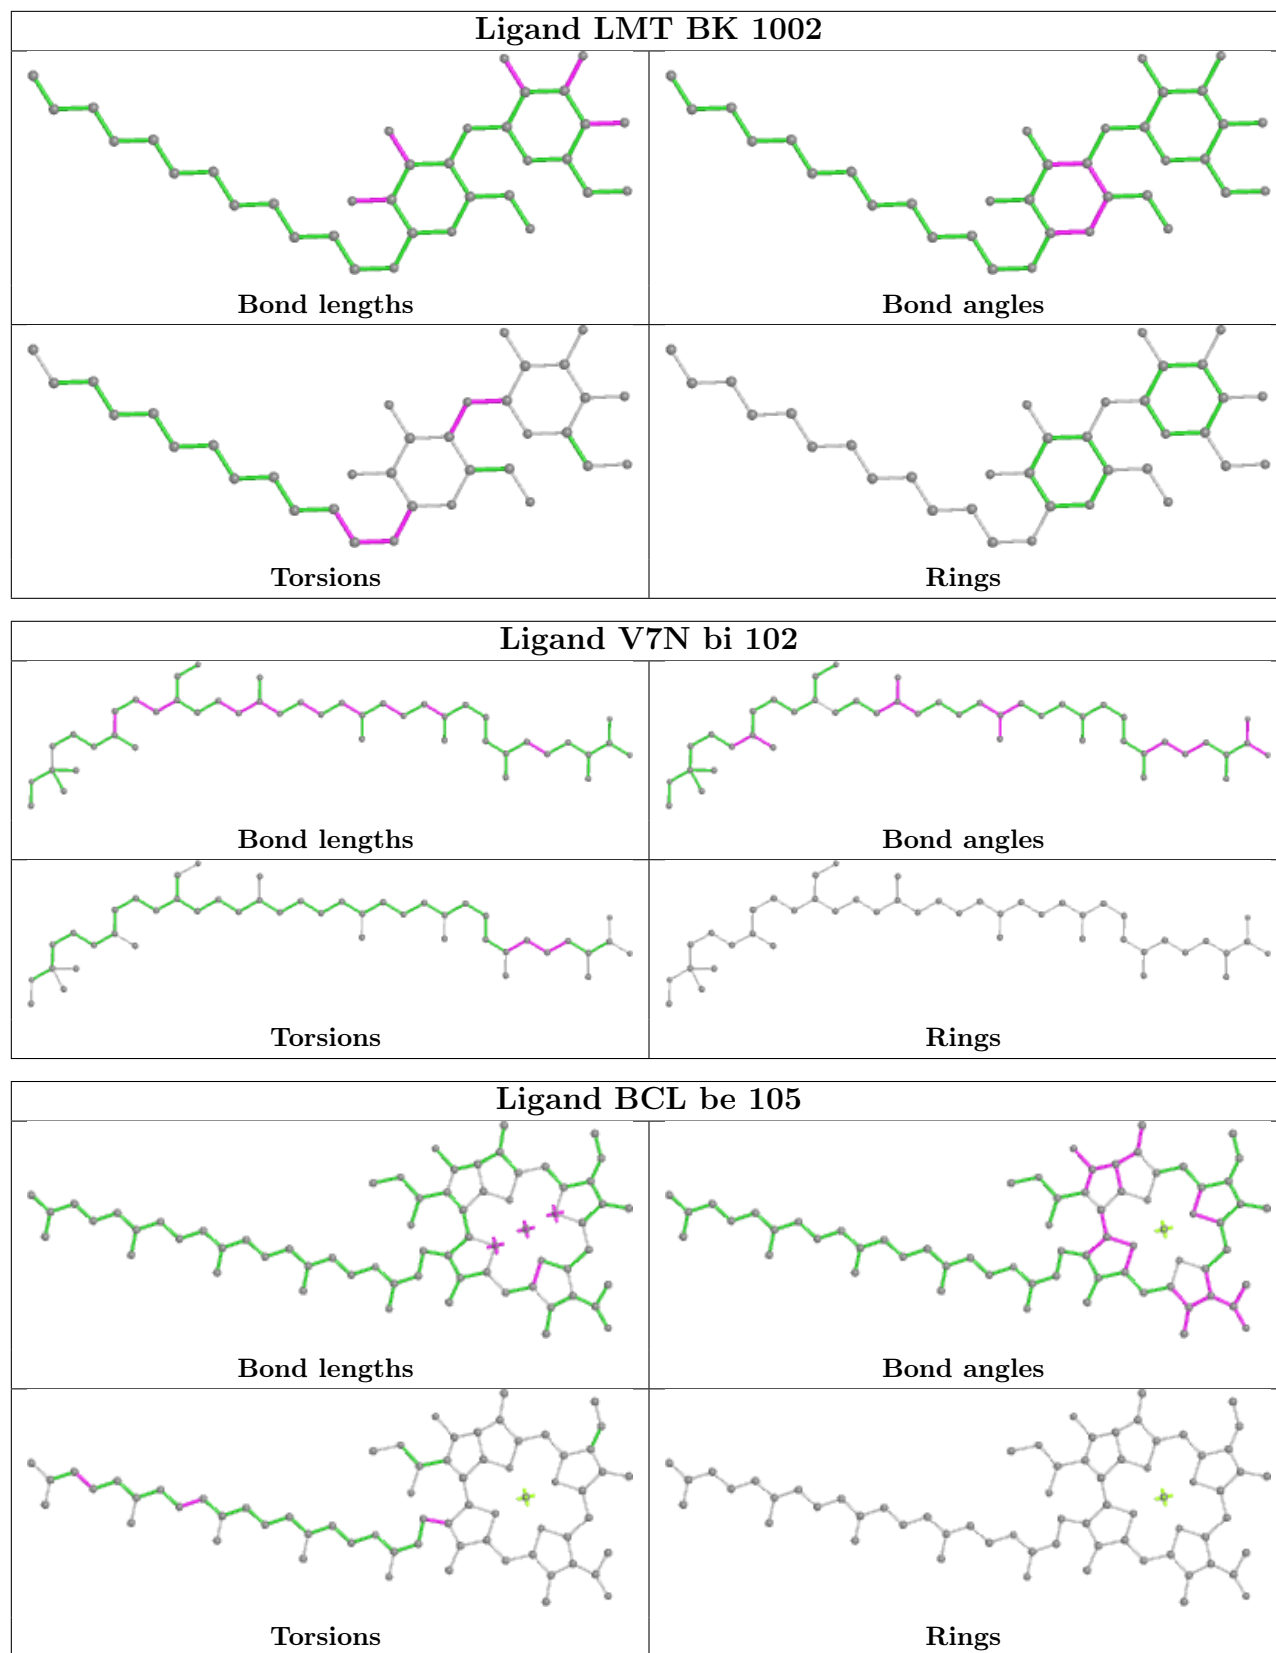 Ligand LMT BK 1002
Bond lengths
Bond angles
Torsions
Rings
Ligand V7N bi 102
Bond lengths
Bond angles
Torsions
Rings
Ligand BCL be 105
Bond lengths
Bond angles
Torsions
Rings